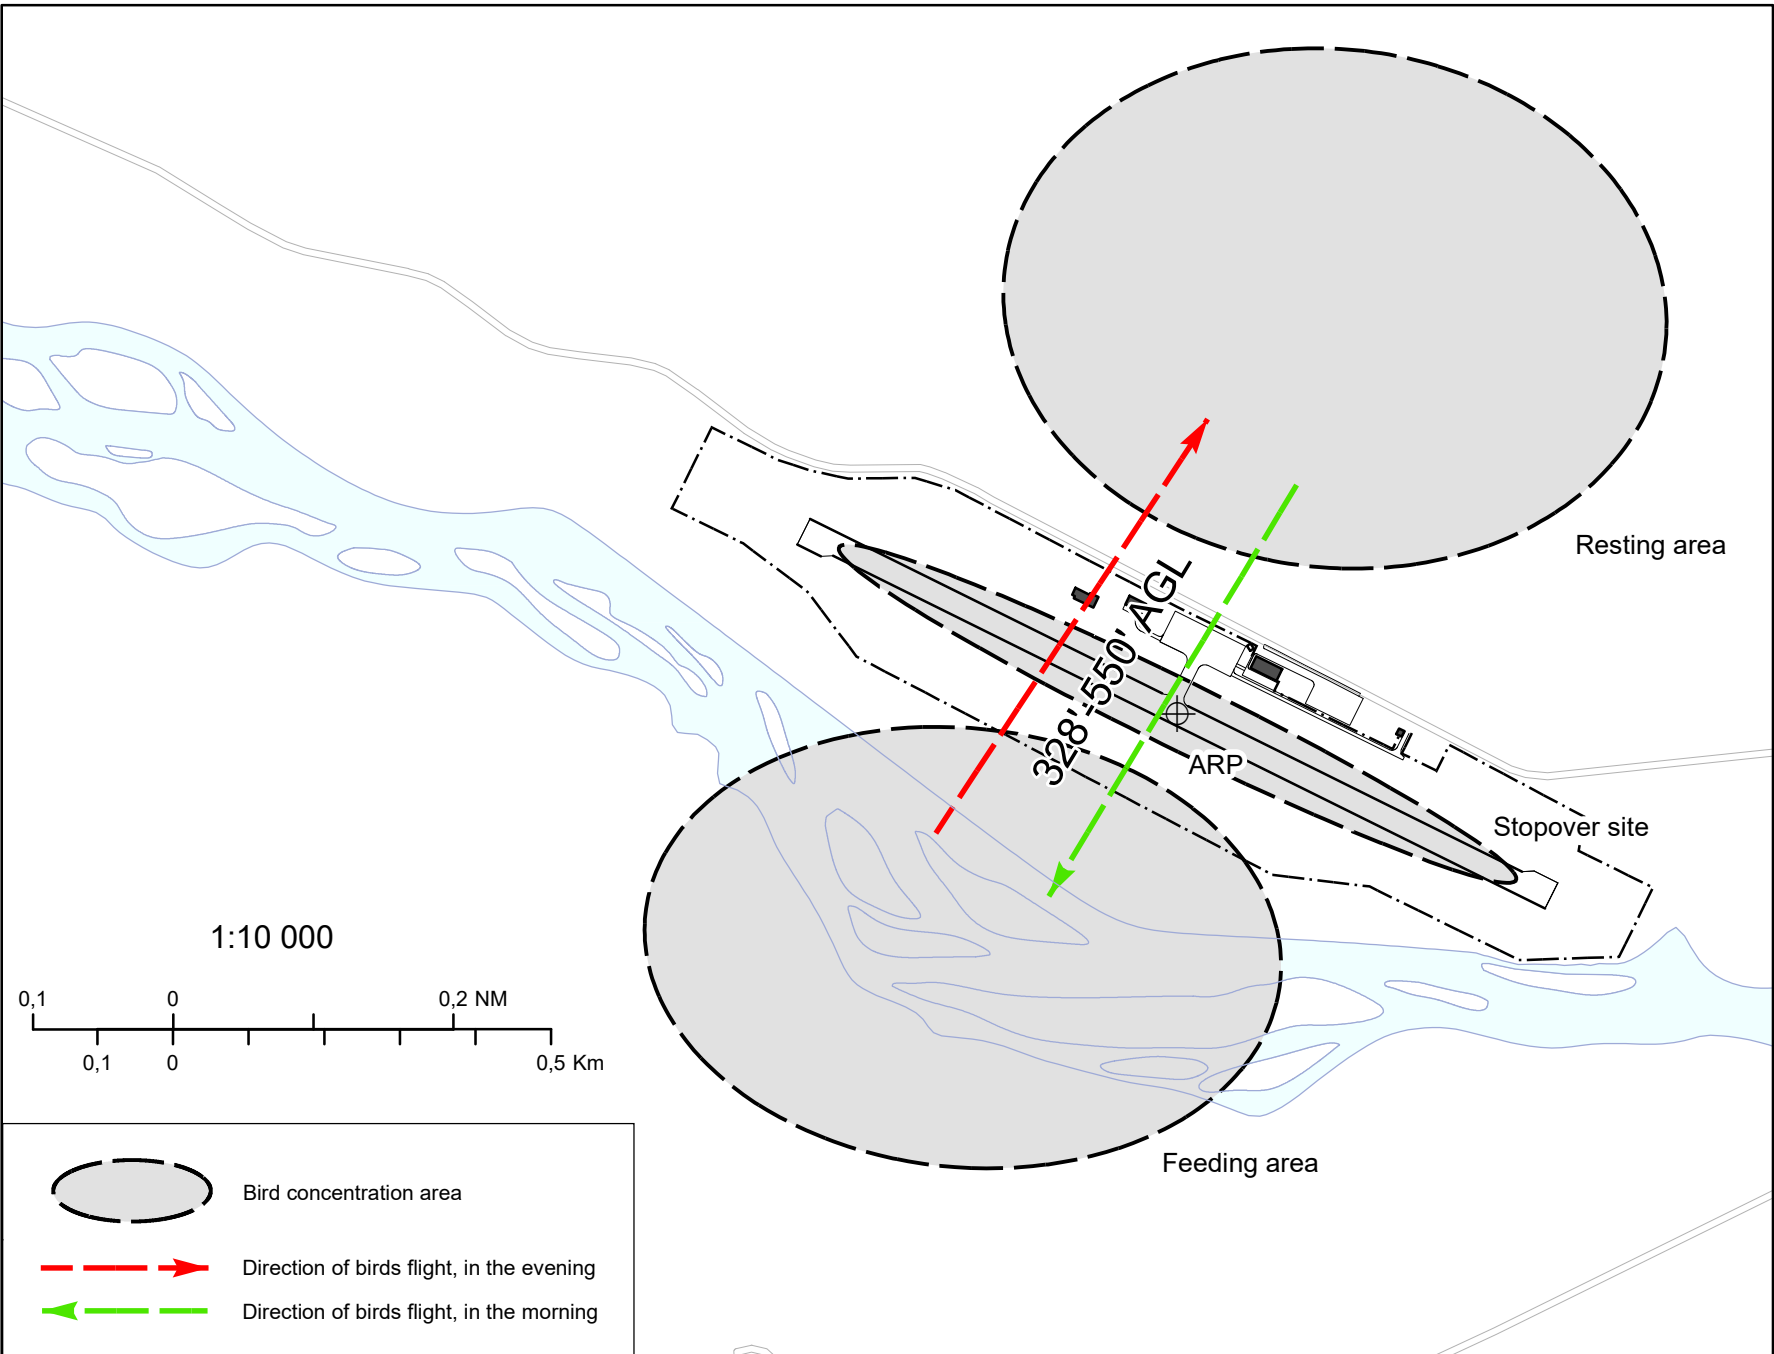 Resting area
328'-550' AGL
ARP
Stopover site
1:10 000
0,1 0 0,2 NM
0,1 0 0,5 Km
Feeding area
Bird concentration area
Direction of birds flight, in the evening
Direction of birds flight, in the morning